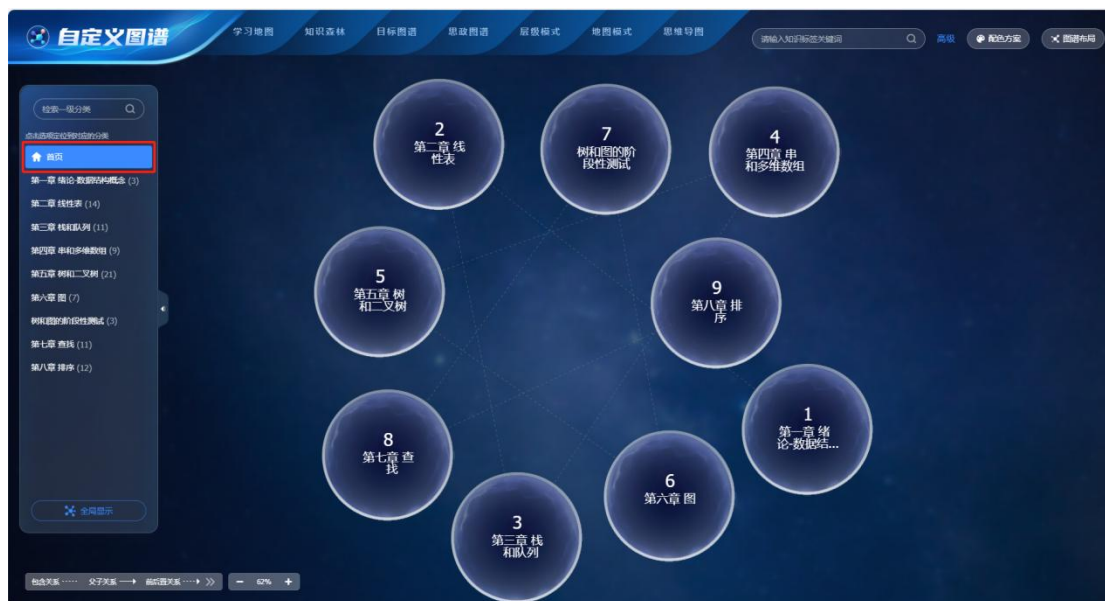 自定义图谱
学习地图 知识森林 目标图谱 思政图谱 层级模式 地图模式 思维导图
请输入知识标签关键词
高级
配色方案
图谱布局
检索一级分类
点击选项定位到对应的分类
首页
第一章 绪论-数据结构概念 (3)
第二章 线性表 (14)
第三章 栈和队列 (11)
第四章 串和多维数组 (9)
第五章 树和二叉树 (21)
第六章 图 (7)
树和图的阶段性测试 (3)
第七章 查找 (11)
第八章 排序 (12)
全局显示
2
第二章 线
性表
7
树和图的阶
段性测试
4
第四章 串
和多维数组
5
第五章 树
和二叉树
9
第八章 排
序
1
第一章 绪
论-数据结...
8
第七章 查
找
6
第六章 图
3
第三章 栈
和队列
包含关系 父子关系 前后置关系
62%